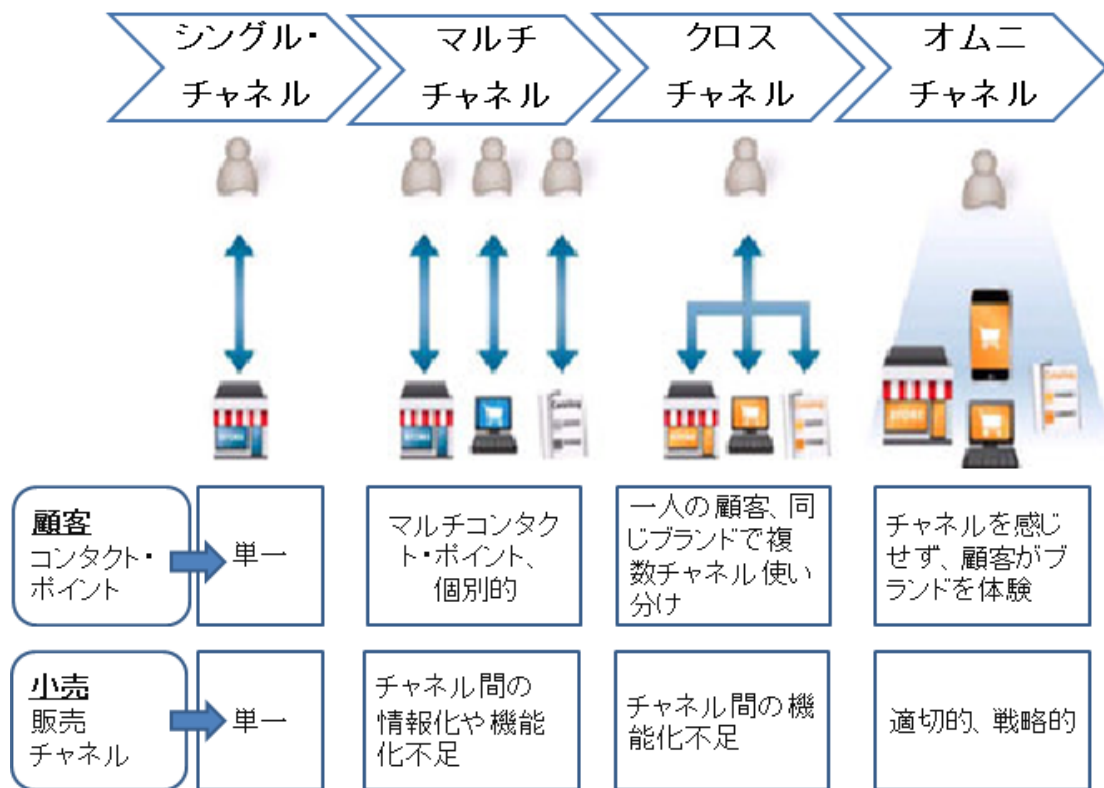 シングル・
チャネル
マルチ
チャネル
クロス
チャネル
オムニ
チャネル
STORE
STORE
Catalog
STORE
Catalog
STORE
Catalog
顧客
コンタクト・
ポイント
単一
マルチコンタク
ト・ポイント、
個別的
一人の顧客、同
じブランドで複
数チャネル使い
分け
チャネルを感じ
せず、顧客がブ
ランドを体験
小売
販売
チャネル
単一
チャネル間の
情報化や機能
化不足
チャネル間の機
能化不足
適切的、戦略的